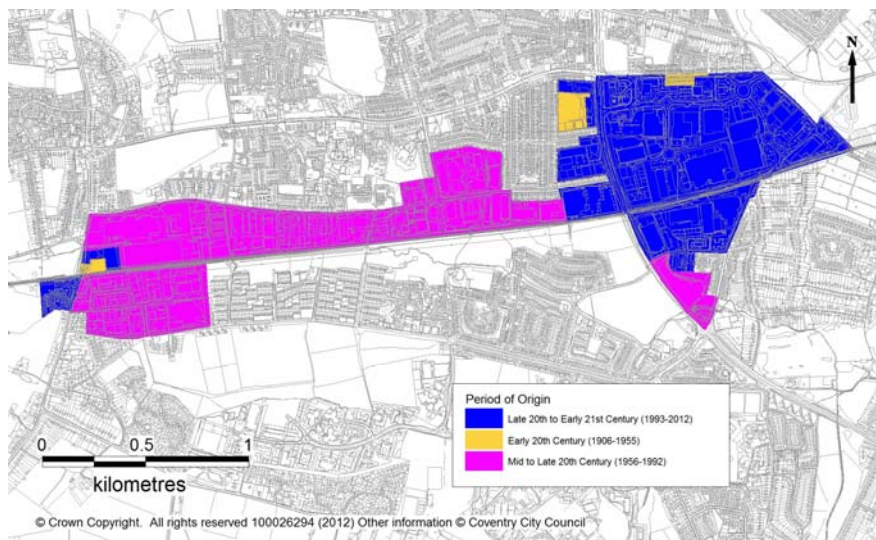 N
Period of Origin
Late 20th to Early 21st Century (1993-2012)
Early 20th Century (1906-1955)
Mid to Late 20th Century (1956-1992)
0 0.5 1
kilometres
© Crown Copyright. All rights reserved 100026294 (2012) Other information © Coventry City Council